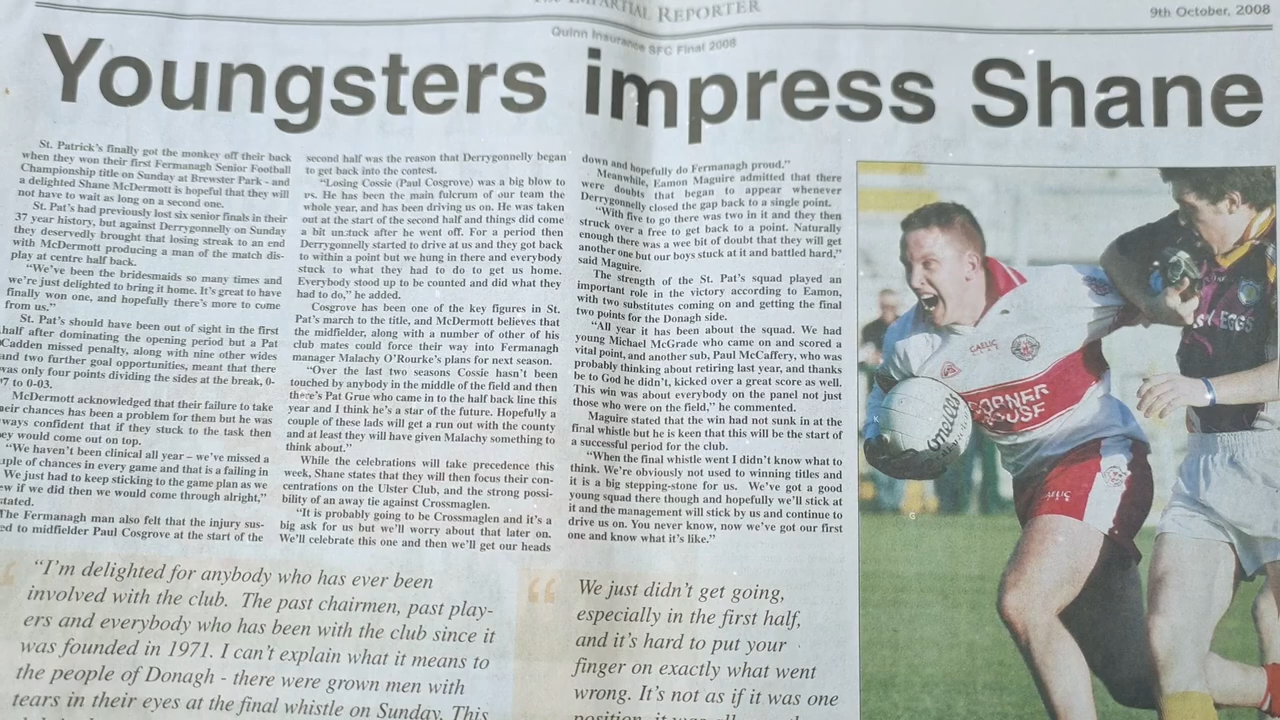 IMPARTIAL REPORTER
9th October, 2008
Quinn Insurance SFC Final 2008
Youngsters impress Shane
St. Patrick's finally got the monkey off their back
when they won their first Fermanagh Senior Football
Championship title on Sunday at Brewster Park - and
a delighted Shane McDermott is hopeful that they will
not have to wait as long on a second one.
St. Pat's had previously lost six senior finals in their
37 year history, but against Derrygonnelly on Sunday
they deservedly brought that losing streak to an end
with McDermott producing a man of the match dis-
play at centre half back.
"We've been the bridesmaids so many times and
we're just delighted to bring it home. It's great to have
finally won one, and hopefully there's more to come
from us."
St. Pat's should have been out of sight in the first
half after dominating the opening period but a Pat
Cadden missed penalty, along with nine other wides
and two further goal opportunities, meant that there
was only four points dividing the sides at the break, 0-
7 to 0-03.
McDermott acknowledged that their failure to take
eir chances has been a problem for them but he was
ways confident that if they stuck to the task then
ey would come out on top.
"We haven't been clinical all year – we've missed a
uple of chances in every game and that is a failing in
We just had to keep sticking to the game plan as we
ew if we did then we would come through alright,"
stated.
The Fermanagh man also felt that the injury sus-
ed to midfielder Paul Cosgrove at the start of the
second half was the reason that Derrygonnelly began
to get back into the contest.
"Losing Cossie (Paul Cosgrove) was a big blow to
us. He has been the main fulcrum of our team the
whole year, and has been driving us on. He was taken
out at the start of the second half and things did come
a bit unstuck after he went off. For a period then
Derrygonnelly started to drive at us and they got back
to within a point but we hung in there and everybody
stuck to what they had to do to get us home.
Everybody stood up to be counted and did what they
had to do," he added.
Cosgrove has been one of the key figures in St.
Pat's march to the title, and McDermott believes that
the midfielder, along with a number of other of his
club mates could force their way into Fermanagh
manager Malachy O'Rourke's plans for next season.
"Over the last two seasons Cossie hasn't been
touched by anybody in the middle of the field and then
there's Pat Grue who came in to the half back line this
year and I think he's a star of the future. Hopefully a
couple of these lads will get a run out with the county
and at least they will have given Malachy something to
think about."
While the celebrations will take precedence this
week, Shane states that they will then focus their con-
centrations on the Ulster Club, and the strong possi-
bility of an away tie against Crossmaglen.
"It is probably going to be Crossmaglen and it's a
big ask for us but we'll worry about that later on.
We'll celebrate this one and then we'll get our heads
down and hopefully do Fermanagh proud."
Meanwhile, Eamon Maguire admitted that there
were doubts that began to appear whenever
Derrygonnelly closed the gap back to a single point.
"With five to go there was two in it and they then
struck over a free to get back to a point. Naturally
enough there was a wee bit of doubt that they will get
another one but our boys stuck at it and battled hard,"
said Maguire.
The strength of the St. Pat's squad played an
important role in the victory according to Eamon,
with two substitutes coming on and getting the final
two points for the Donagh side.
"All year it has been about the squad. We had
young Michael McGrade who came on and scored a
vital point, and another sub, Paul McCaffery, who was
probably thinking about retiring last year, and thanks
be to God he didn't, kicked over a great score as well.
This win was about everybody on the panel not just
those who were on the field," he commented.
Maguire stated that the win had not sunk in at the
final whistle but he is keen that this will be the start of
a successful period for the club.
"When the final whistle went I didn't know what to
think. We're obviously not used to winning titles and
it is a big stepping-stone for us. We've got a good
young squad there though and hopefully we'll stick at
it and the management will stick by us and continue to
drive us on. You never know, now we've got our first
one and know what it's like."
"I'm delighted for anybody who has ever been
involved with the club. The past chairmen, past play-
ers and everybody who has been with the club since it
was founded in 1971. I can't explain what it means to
the people of Donagh - there were grown men with
tears in their eyes at the final whistle on Sunday. This
We just didn't get going,
especially in the first half,
and it's hard to put your
finger on exactly what went
wrong. It's not as if it was one
GAELIC
CORNER
HOUSE
O'neills
GAELIC
EGGS